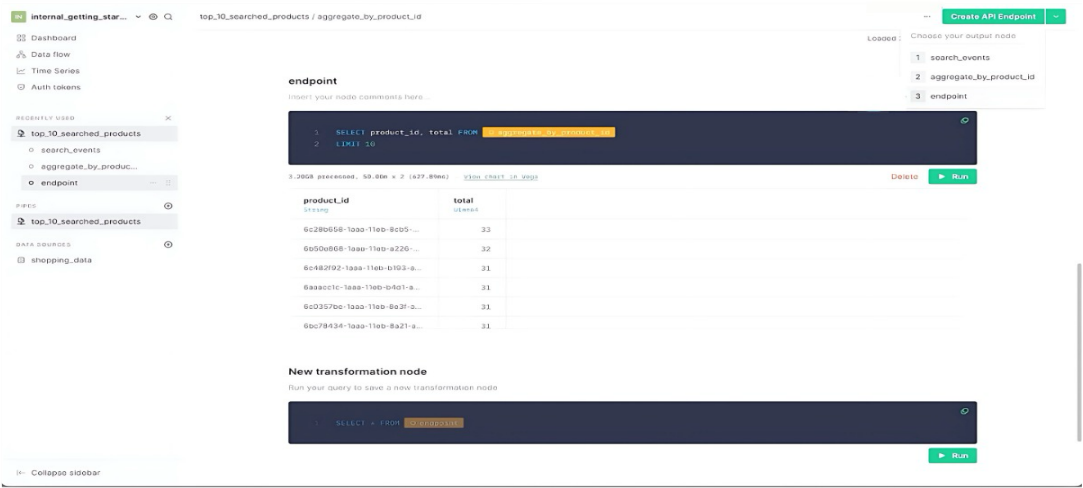 IN internal_getting_star...
Dashboard
Data flow
Time Series
Auth tokens
RECENTLY USED
top_10_searched_products
search_events
aggregate_by_produc...
endpoint
PIPES
top_10_searched_products
DATA SOURCES
shopping_data
Collapse sidebar
top_10_searched_products / aggregate_by_product_id
Create API Endpoint
Loaded
Choose your output node
1 search_events
2 aggregate_by_product_id
3 endpoint
endpoint
Insert your node comments here...
1 SELECT product_id, total FROM aggregate_by_product_id
2 LIMIT 10
View chart in page
Delete
Run
product_id total
String
33
32
31
31
31
31
New transformation node
Run your query to save a new transformation node
SELECT * FROM endpoint
Run